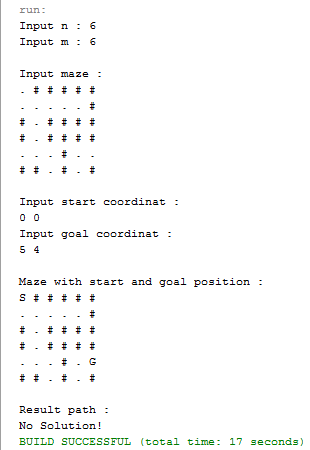 run:
Input n : 6
Input m : 6
Input maze :
. # # # # #
. . . . . #
# . # # # #
# . # # # #
. . . # . .
# # . # . #
Input start coordinat :
0 0
Input goal coordinat :
5 4
Maze with start and goal position :
S # # # # #
. . . . . #
# . # # # #
# . # # # #
. . . # . G
# # . # . #
Result path :
No Solution!
BUILD SUCCESSFUL (total time: 17 seconds)